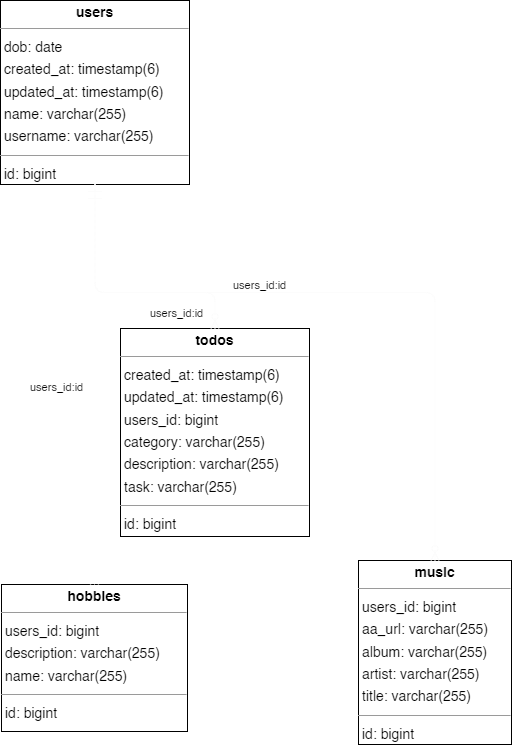 users
dob: date
created_at: timestamp(6)
updated_at: timestamp(6)
name: varchar(255)
username: varchar(255)
id: bigint
users_id:id
users_id:id
todos
created_at: timestamp(6)
updated_at: timestamp(6)
users_id: bigint
category: varchar(255)
description: varchar(255)
task: varchar(255)
id: bigint
users_id:id
hobbles
users_id: bigint
description: varchar(255)
name: varchar(255)
id: bigint
music
users_id: bigint
aa_url: varchar(255)
album: varchar(255)
artist: varchar(255)
title: varchar(255)
id: bigint